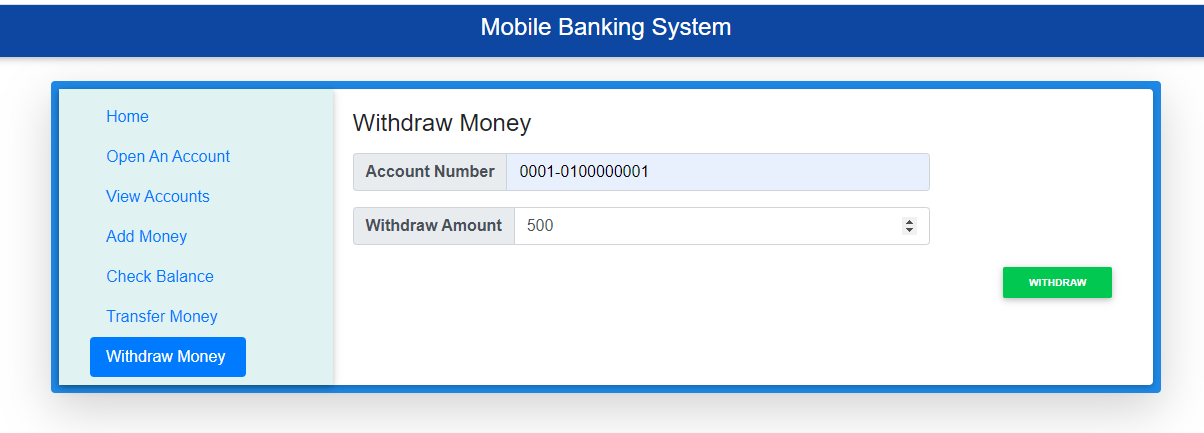 Mobile Banking System
Home
Open An Account
View Accounts
Add Money
Check Balance
Transfer Money
Withdraw Money
Withdraw Money
Account Number 0001-0100000001
Withdraw Amount 500
WITHDRAW